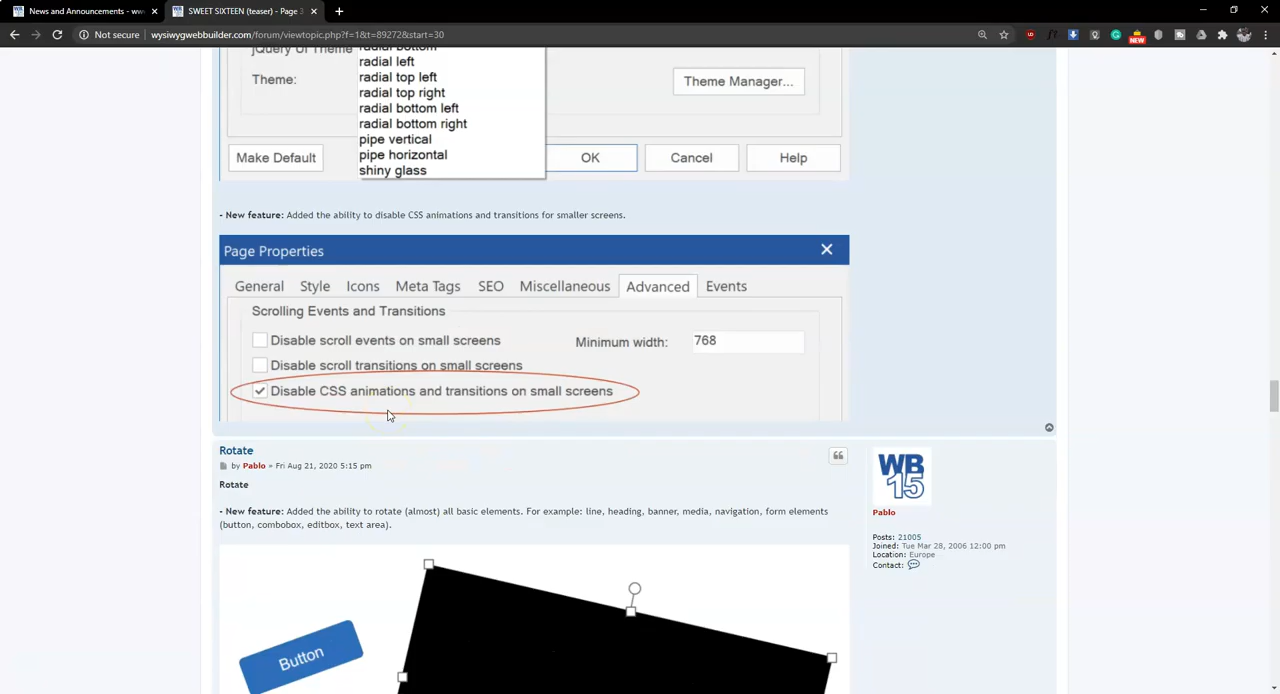 News and Announcements - www
SWEET SIXTEEN (teaser) - Page 3
Not secure | wysiwygwebbuilder.com/forum/viewtopic.php?f=1&t=89272&start=30
NEW
radial bottom
jQuery UI Theme
radial left
Theme:
radial top left
Theme Manager...
radial top right
radial bottom left
radial bottom right
pipe vertical
pipe horizontal
shiny glass
Make Default
OK
Cancel
Help
- New feature: Added the ability to disable CSS animations and transitions for smaller screens.
Page Properties
General Style Icons Meta Tags SEO Miscellaneous Advanced Events
Scrolling Events and Transitions
Disable scroll events on small screens
Minimum width: 768
Disable scroll transitions on small screens
Disable CSS animations and transitions on small screens
Rotate
by Pablo » Fri Aug 21, 2020 5:15 pm
Rotate
- New feature: Added the ability to rotate (almost) all basic elements. For example: line, heading, banner, media, navigation, form elements
(button, combobox, editbox, text area).
Button
WB
15
Pablo
Posts: 21005
Joined: Tue Mar 28, 2006 12:00 pm
Location: Europe
Contact: